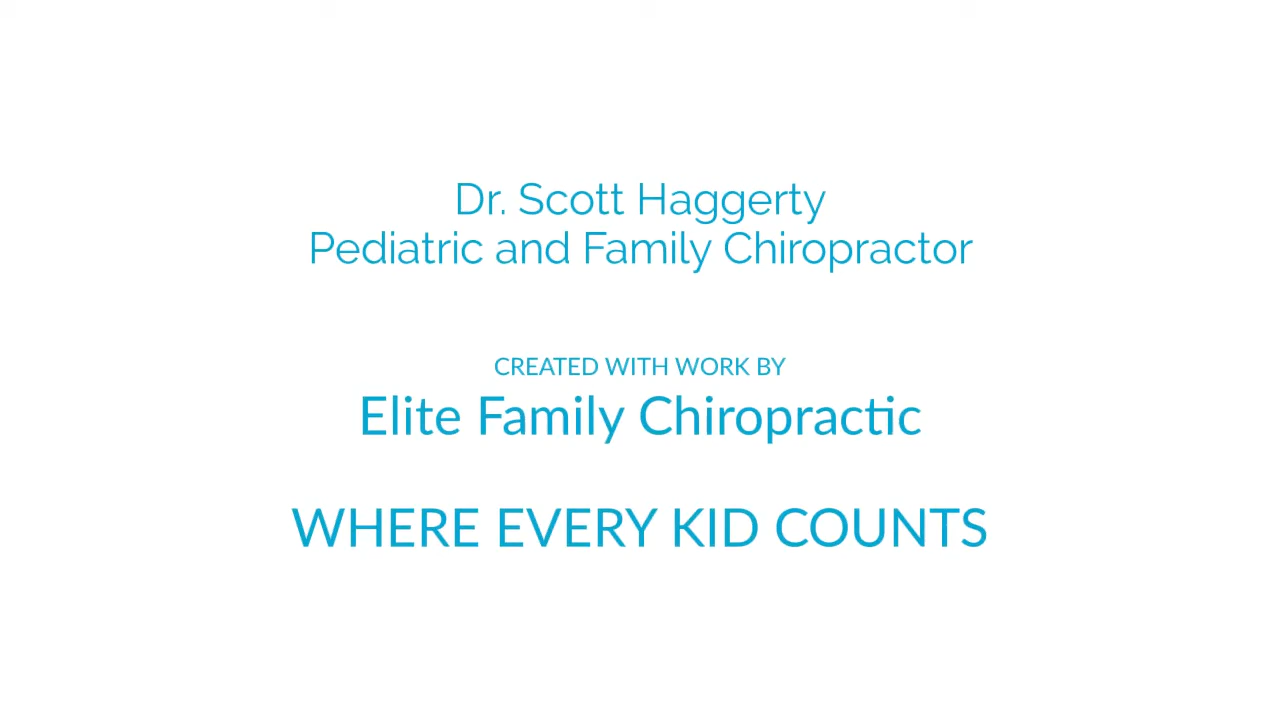 Dr. Scott Haggerty
Pediatric and Family Chiropractor
CREATED WITH WORK BY
Elite Family Chiropractic
WHERE EVERY KID COUNTS